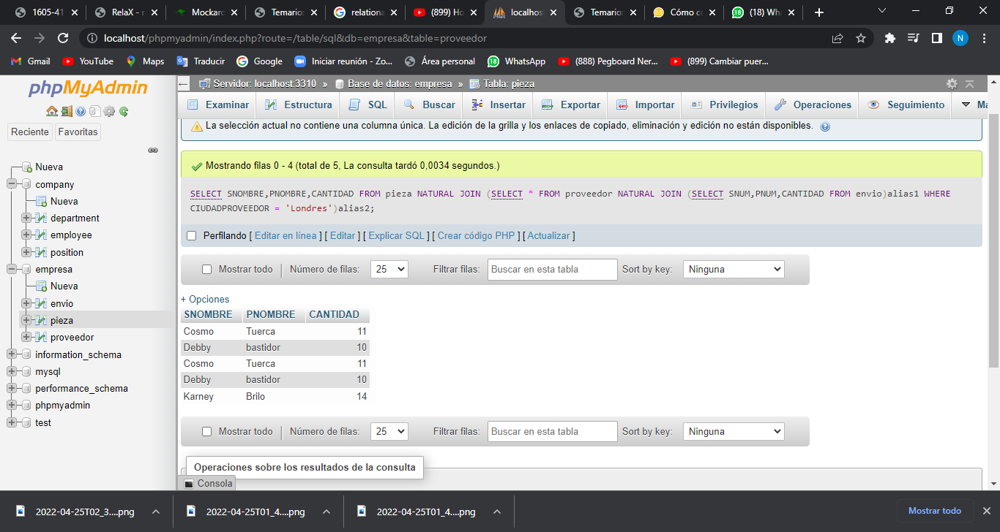 1605-41
RelaX - r
Mockaro
Temario:
relationa
(899) Ho
localhos
Temario:
Cómo co
(18) Wh
localhost/phpmyadmin/index.php?route=/table/sql&db=empresa&table=proveedor
N
Gmail
YouTube
Maps
Traducir
Google
Iniciar reunión - Zo...
Área personal
WhatsApp
(888) Pegboard Ner...
(899) Cambiar puer...
phpMyAdmin
Reciente
Favoritas
Nueva
company
Nueva
department
employee
position
empresa
Nueva
envio
pieza
proveedor
information_schema
mysql
performance_schema
phpmyadmin
test
Servidor: localhost:3310 » Base de datos: empresa » Tabla: pieza
Examinar
Estructura
SQL
Buscar
Insertar
Exportar
Importar
Privilegios
Operaciones
Seguimiento
Má
La selección actual no contiene una columna única. La edición de la grilla y los enlaces de copiado, eliminación y edición no están disponibles.
Mostrando filas 0 - 4 (total de 5, La consulta tardó 0,0034 segundos.)
SELECT SNOMBRE,PNOMBRE,CANTIDAD FROM pieza NATURAL JOIN (SELECT * FROM proveedor NATURAL JOIN (SELECT SNUM,PNUM,CANTIDAD FROM envio)alias1 WHERE
CIUDADPROVEEDOR = 'Londres')alias2;
Perfilando [ Editar en línea ] [ Editar ] [ Explicar SQL ] [ Crear código PHP ] [ Actualizar ]
Mostrar todo | Número de filas: 25 Filtrar filas: Buscar en esta tabla Sort by key: Ninguna
+ Opciones
SNOMBRE PNOMBRE CANTIDAD
Cosmo Tuerca 11
Debby bastidor 10
Cosmo Tuerca 11
Debby bastidor 10
Karney Brilo 14
Mostrar todo | Número de filas: 25 Filtrar filas: Buscar en esta tabla Sort by key: Ninguna
Operaciones sobre los resultados de la consulta
Consola
2022-04-25T02_3....png
2022-04-25T01_4....png
2022-04-25T01_4....png
Mostrar todo